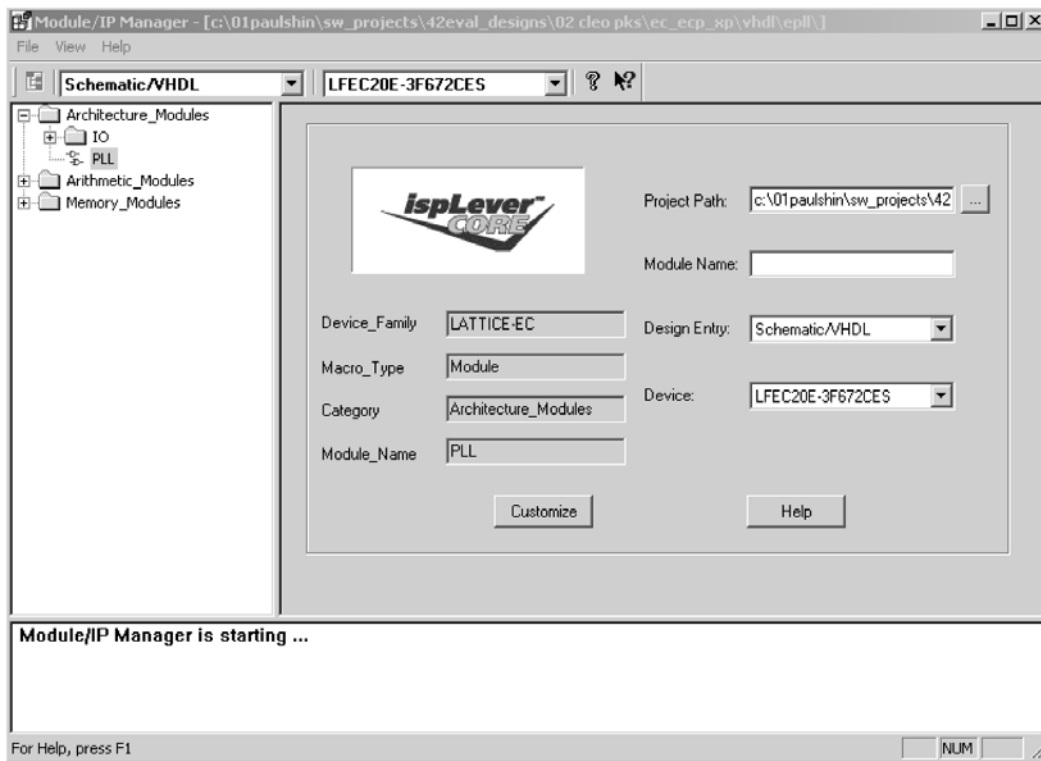 Module/IP Manager - [c:\01paulshin\sw_projects\42eval_designs\02 cleo pks\ec_ecp_xp\vhdl\epll\]
File View Help
Schematic/VHDL LFEC20E-3F672CES
Architecture_Modules
IO
PLL
Arithmetic_Modules
Memory_Modules
ispLever™
CORE
Project Path: c:\01paulshin\sw_projects\42 ...
Module Name:
Device_Family LATTICE-EC
Design Entry: Schematic/VHDL
Macro_Type Module
Device: LFEC20E-3F672CES
Category Architecture_Modules
Module_Name PLL
Customize Help
Module/IP Manager is starting ...
For Help, press F1 NUM